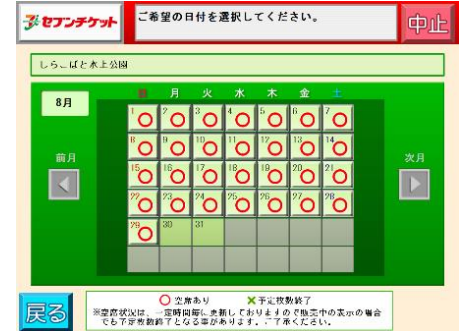 セブンチケット
ご希望の日付を選択してください。
中止
しらこばと水上公園
8月
日 月 火 水 木 金 土
1 2 3 4 5 6 7
8 9 10 11 12 13 14
15 16 17 18 19 20 21
22 23 24 25 26 27 28
29 30 31
前月
次月
戻る
○ 空席あり ×予定枚数終了
※空席状況は、一定時間毎に更新しておりますので販売中の表示の場合
でも予定枚数終了となる事があります。ご了承ください。